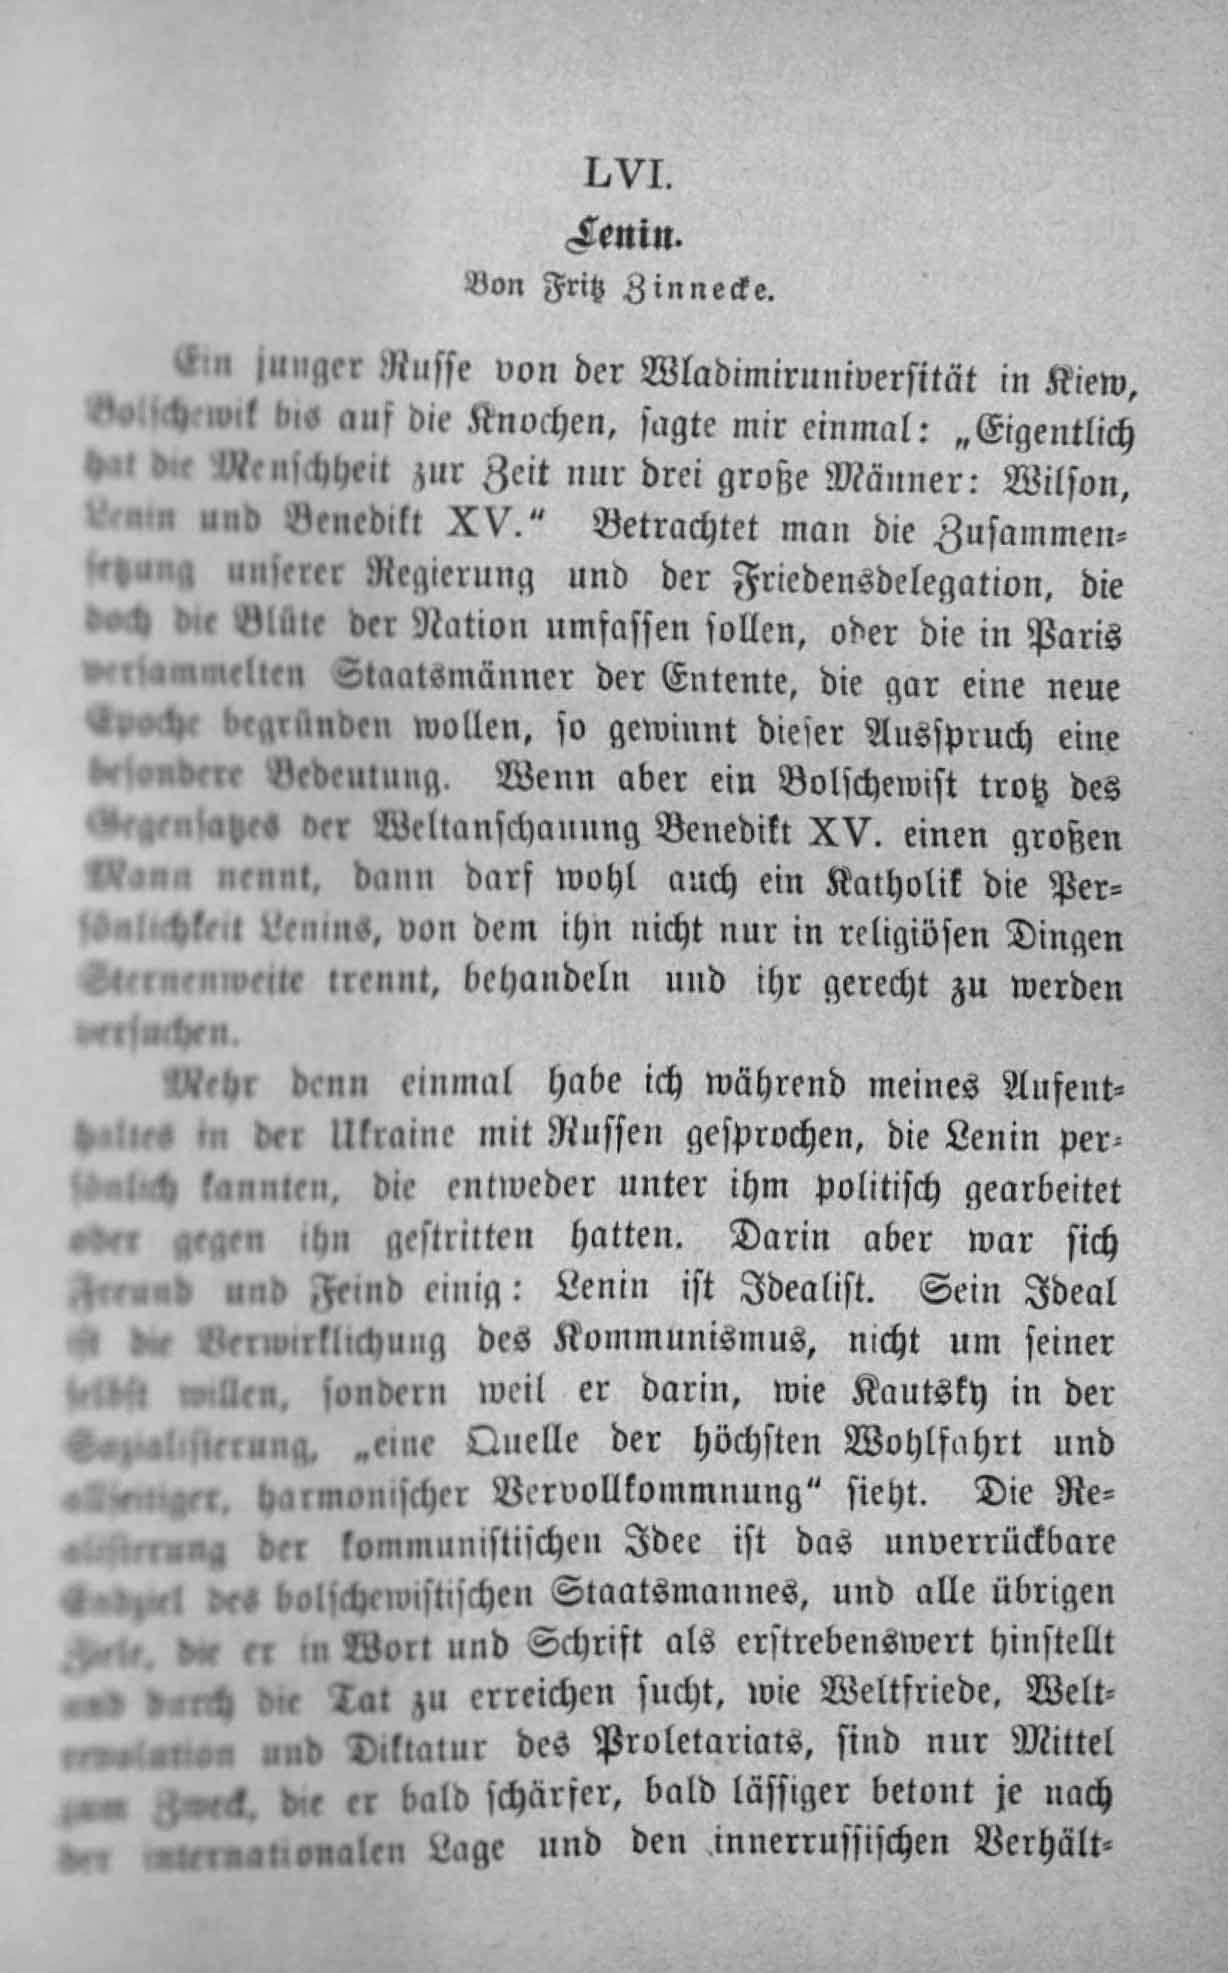 LVI.
Lenin.
Von Fritz Zinnecke.
Ein junger Russe von der Wladimiruniversität in Kiew,
Bolschewik bis auf die Knochen, sagte mir einmal: „Eigentlich
hat die Menschheit zur Zeit nur drei große Männer: Wilson,
Lenin und Benedikt XV.“ Betrachtet man die Zusammen-
setzung unserer Regierung und der Friedensdelegation, die
doch die Blüte der Nation umfassen sollen, oder die in Paris
versammelten Staatsmänner der Entente, die gar eine neue
Epoche begründen wollen, so gewinnt dieser Ausspruch eine
besondere Bedeutung. Wenn aber ein Bolschewist trotz des
Gegensatzes der Weltanschauung Benedikt XV. einen großen
Mann nennt, dann darf wohl auch ein Katholik die Per-
sönlichkeit Lenins, von dem ihn nicht nur in religiösen Dingen
Sternenweite trennt, behandeln und ihr gerecht zu werden
versuchen.
Mehr denn einmal habe ich während meines Aufent-
haltes in der Ukraine mit Russen gesprochen, die Lenin per-
sönlich kannten, die entweder unter ihm politisch gearbeitet
oder gegen ihn gestritten hatten. Darin aber war sich
Freund und Feind einig: Lenin ist Idealist. Sein Ideal
ist die Verwirklichung des Kommunismus, nicht um seiner
selbst willen, sondern weil er darin, wie Kautsky in der
Sozialisierung, „eine Quelle der höchsten Wohlfahrt und
allseitiger, harmonischer Vervollkommnung“ sieht. Die Re-
alisierung der kommunistischen Idee ist das unverrückbare
Endziel des bolschewistischen Staatsmannes, und alle übrigen
Ziele, die er in Wort und Schrift als erstrebenswert hinstellt
und durch die Tat zu erreichen sucht, wie Weltfriede, Welt-
revolution und Diktatur des Proletariats, sind nur Mittel
zum Zweck, die er bald schärfer, bald lässiger betont je nach
der internationalen Lage und den innerrussischen Verhält-